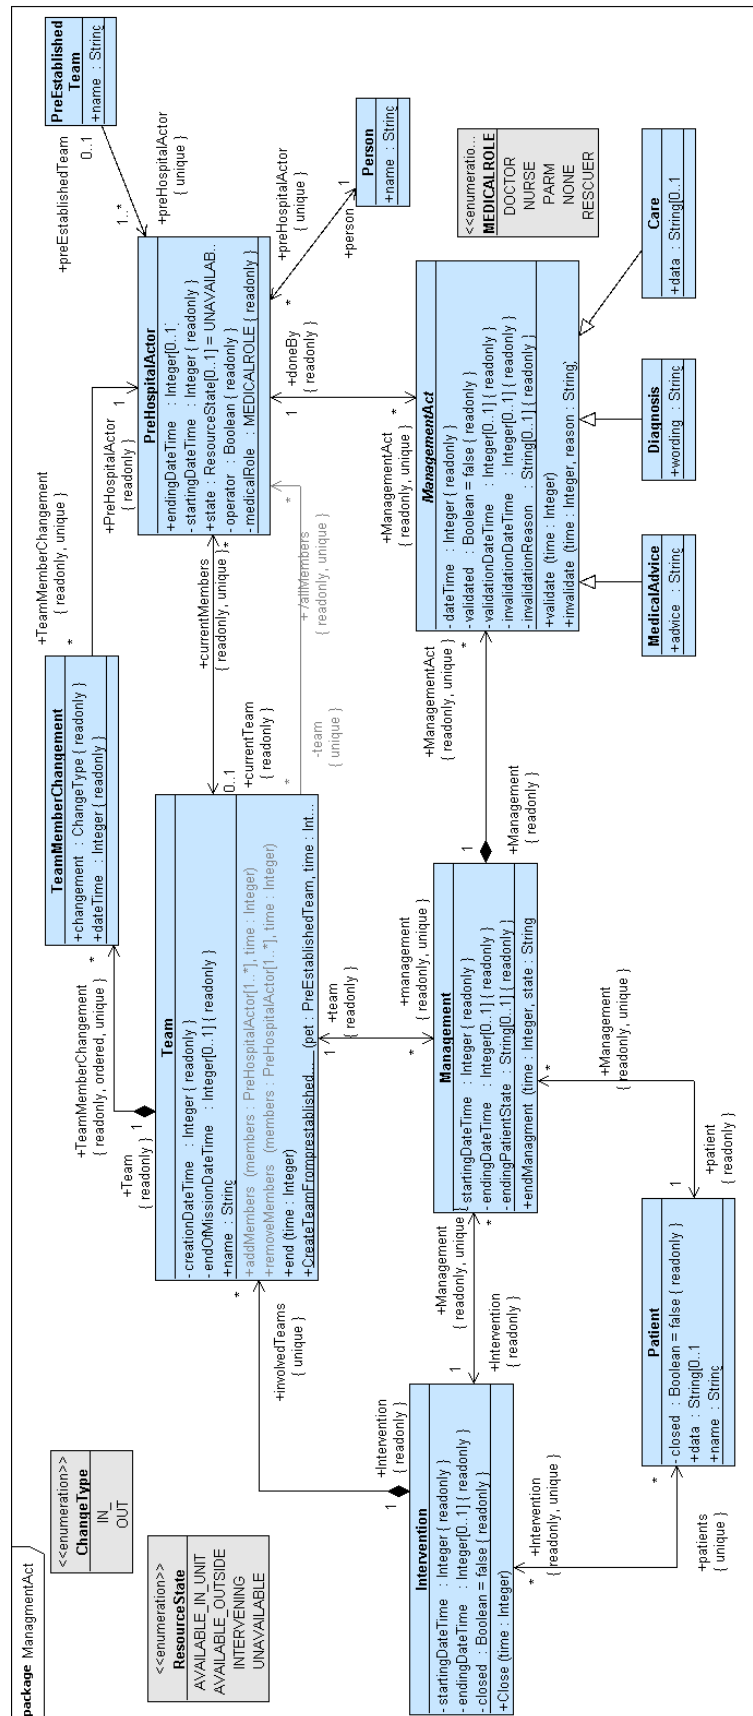 package ManagmentAct
<<enumeration>>
ChangeType
IN_
OUT
<<enumeration>>
ResourceState
AVAILABLE_IN_UNIT
AVAILABLE_OUTSIDE
INTERVENING
UNAVAILABLE
TeamMemberChangement
+changement : ChangeType { readonly }
+dateTime : Integer { readonly }
+TeamMemberChangement
{ readonly, ordered, unique }
*
+Team
{ readonly }
1
+TeamMemberChangement
{ readonly, unique }
*
+PreHospitalActor
{ readonly }
1
PreEstablished
Team
+name : String
+preEstablishedTeam
0..1
+preHospitalActor
{ unique }
1..*
Team
-creationDateTime : Integer { readonly }
-endOfMissionDateTime : Integer[0..1] { readonly }
+name : String
+addMembers (members : PreHospitalActor[1..*], time : Integer)
+removeMembers (members : PreHospitalActor[1..*], time : Integer)
+end (time : Integer)
+CreateTeamFromprestablished.... (pet : PreEstablishedTeam, time : Int...
+currentMembers
{ readonly, unique }
*
0..1
+currentTeam
{ readonly }
+ /allMembers
{ readonly, unique }
*
-team
{ unique }
*
PreHospitalActor
+endingDateTime : Integer[0..1]
-startingDateTime : Integer { readonly }
+state : ResourceState[0..1] = UNAVAILAB...
-operator : Boolean { readonly }
-medicalRole : MEDICALROLE { readonly }
+preHospitalActor
{ unique }
*
+person
1
Person
+name : String
+involvedTeams
{ unique }
*
+Intervention
{ readonly }
1
+team
{ readonly }
1
+management
{ readonly, unique }
*
+doneBy
{ readonly }
1
+ManagementAct
{ readonly, unique }
*
Intervention
-startingDateTime : Integer { readonly }
-endingDateTime : Integer[0..1] { readonly }
-closed : Boolean = false { readonly }
+Close (time : Integer)
+Management
{ readonly, unique }
*
+Intervention
{ readonly }
1
Management
-startingDateTime : Integer { readonly }
-endingDateTime : Integer[0..1] { readonly }
-endingPatientState : String[0..1] { readonly }
+endManagment (time : Integer, state : String
+ManagementAct
{ readonly, unique }
*
+Management
{ readonly }
1
ManagementAct
-dateTime : Integer { readonly }
-validated : Boolean = false { readonly }
-validationDateTime : Integer[0..1] { readonly }
-invalidationDateTime : Integer[0..1] { readonly }
-invalidationReason : String[0..1] { readonly }
+validate (time : Integer)
+invalidate (time : Integer, reason : String)
<<enumeratio...
MEDICALROLE
DOCTOR
NURSE
PARM
NONE
RESCUER
+Intervention
{ readonly, unique }
*
+patients
{ unique }
*
+Management
{ readonly, unique }
*
+patient
{ readonly }
1
Patient
-closed : Boolean = false { readonly }
+data : String[0..1
+name : String
MedicalAdvice
+advice : String
Diagnosis
+wording : String
Care
+data : String[0..1